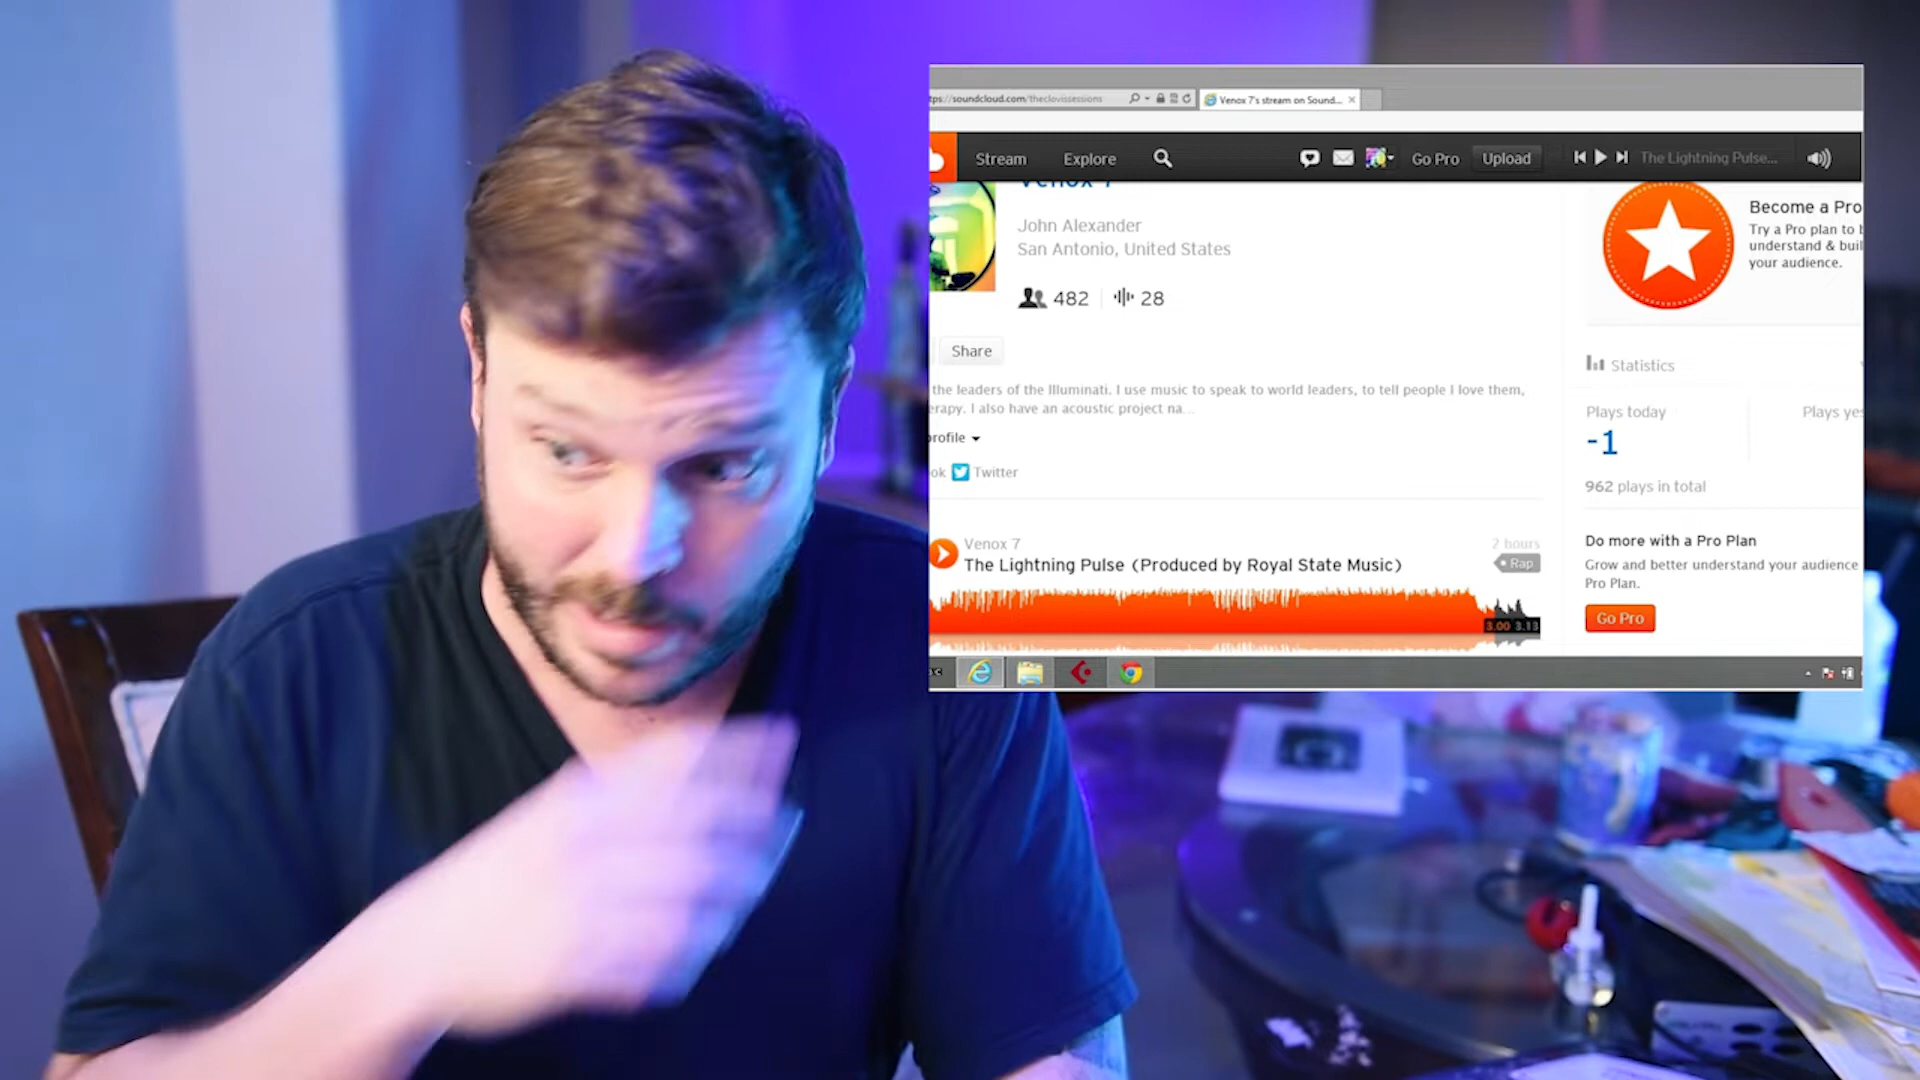 tps://soundcloud.com/theclovissessions
Venox 7's stream on Sound...
Stream
Explore
Go Pro
Upload
The Lightning Pulse...
Venox 7
John Alexander
San Antonio, United States
482
28
Share
the leaders of the Illuminati. I use music to speak to world leaders, to tell people I love them,
erapy. I also have an acoustic project na...
profile
ok
Twitter
Venox 7
2 hours
The Lightning Pulse (Produced by Royal State Music)
Rap
3.00 3.13
Become a Pro
Try a Pro plan to
understand & buil
your audience.
Statistics
Plays today
Plays yes
-1
962 plays in total
Do more with a Pro Plan
Grow and better understand your audience
Pro Plan.
Go Pro